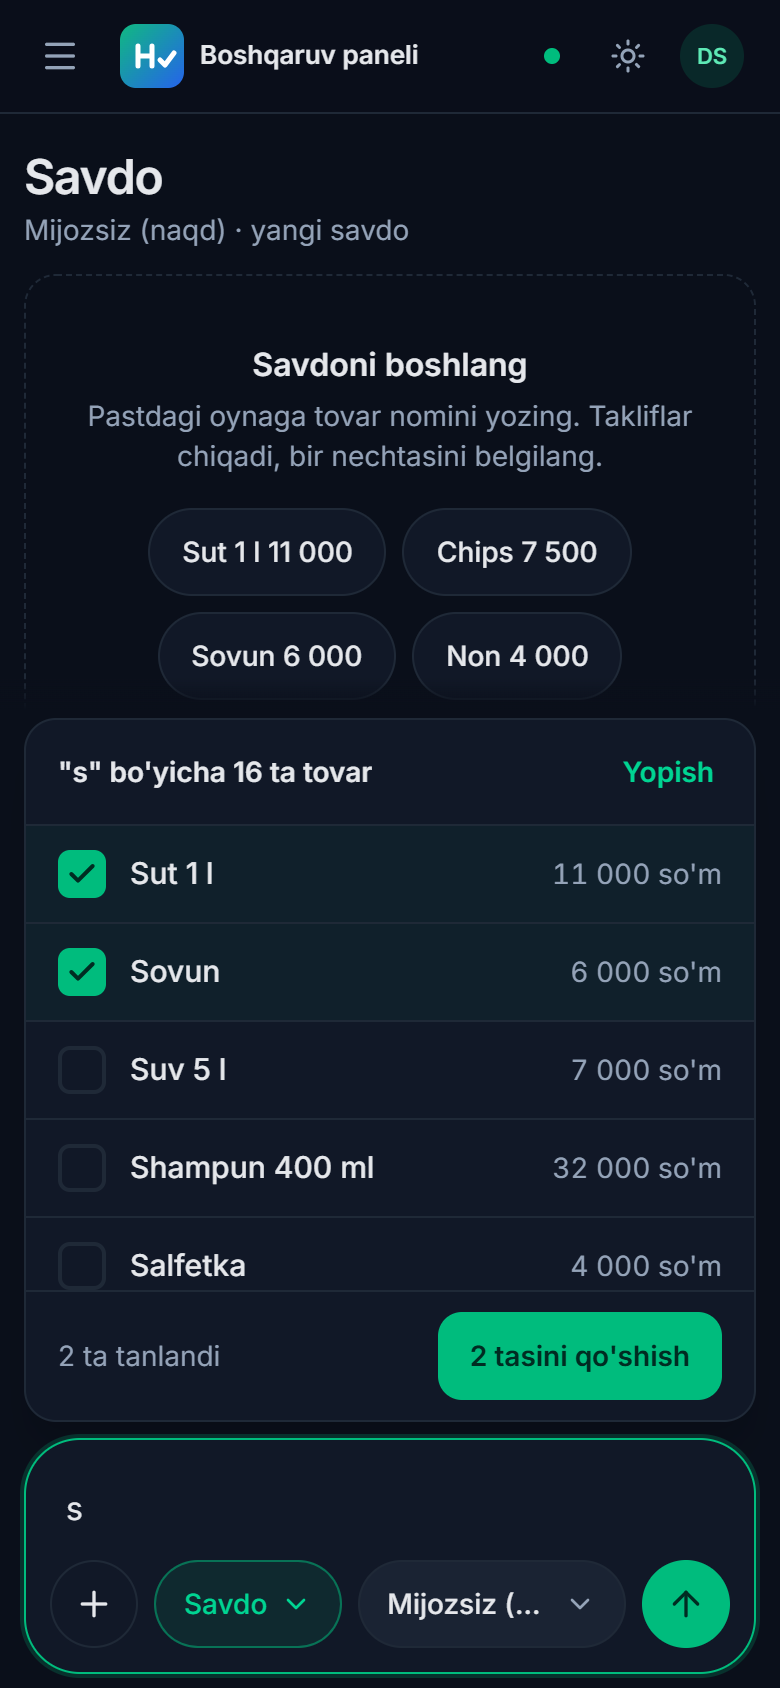 H✓ Boshqaruv paneli DS
Savdo
Mijozsiz (naqd) · yangi savdo
Savdoni boshlang
Pastdagi oynaga tovar nomini yozing. Takliflar
chiqadi, bir nechtasini belgilang.
Sut 1 l 11 000
Chips 7 500
Sovun 6 000
Non 4 000
"s" bo'yicha 16 ta tovar Yopish
Sut 1 l 11 000 so'm
Sovun 6 000 so'm
Suv 5 l 7 000 so'm
Shampun 400 ml 32 000 so'm
Salfetka 4 000 so'm
2 ta tanlandi 2 tasini qo'shish
s
Savdo Mijozsiz (...